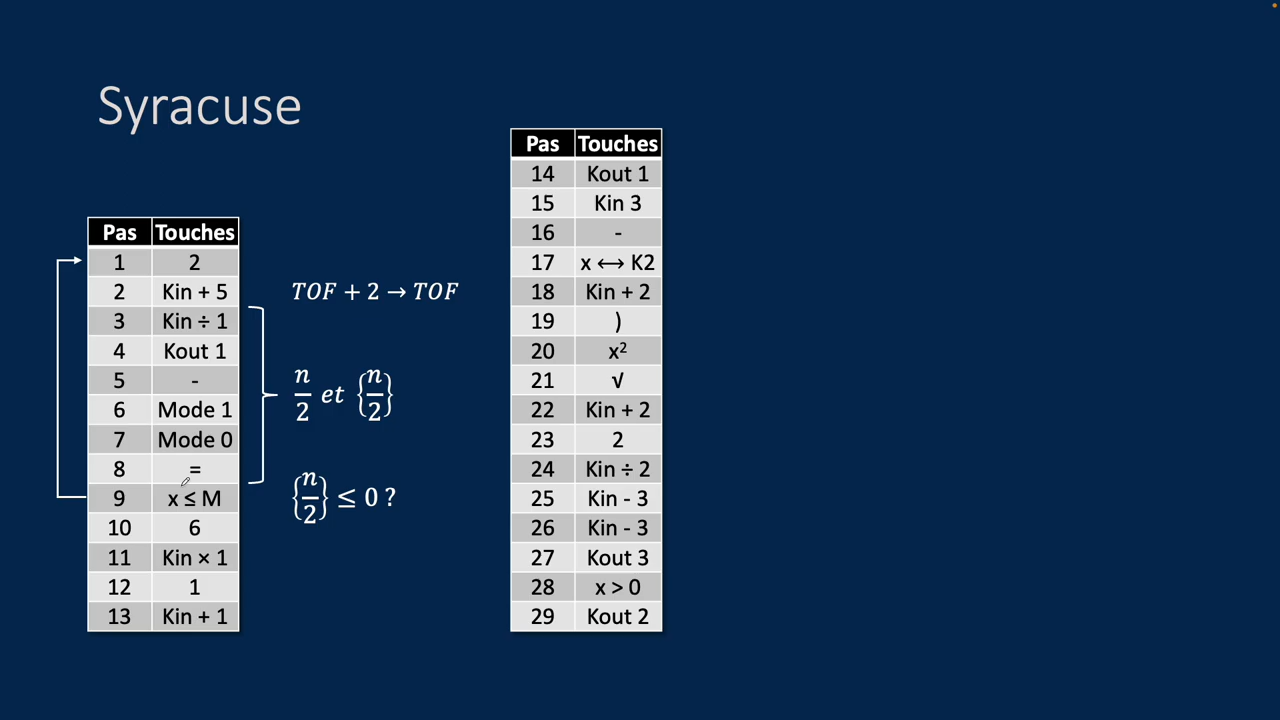 Syracuse
Pas Touches
1 2
2 Kin + 5
3 Kin ÷ 1
4 Kout 1
5 -
6 Mode 1
7 Mode 0
8 =
9 x ≤ M
10 6
11 Kin × 1
12 1
13 Kin + 1
TOF + 2 → TOF
n/2 et {n/2}
{n/2} ≤ 0 ?
Pas Touches
14 Kout 1
15 Kin 3
16 -
17 x ⟷ K2
18 Kin + 2
19 )
20 x²
21 √
22 Kin + 2
23 2
24 Kin ÷ 2
25 Kin - 3
26 Kin - 3
27 Kout 3
28 x > 0
29 Kout 2